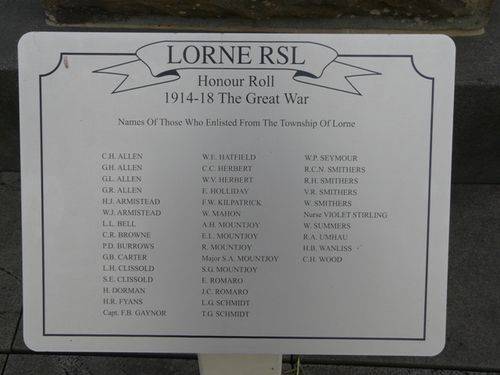 LORNE RSL
Honour Roll
1914-18 The Great War
Names Of Those Who Enlisted From The Township Of Lorne
C.H. ALLEN
G.H. ALLEN
G.L. ALLEN
G.R. ALLEN
H.J. ARMISTEAD
W.J. ARMISTEAD
L.L. BELL
C.R. BROWNE
P.D. BURROWS
G.B. CARTER
L.H. CLISSOLD
S.E. CLISSOLD
H. DORMAN
H.R. FYANS
Capt. F.B. GAYNOR
W.E. HATFIELD
C.C. HERBERT
W.V. HERBERT
E. HOLLIDAY
F.W. KILPATRICK
W. MAHON
A.H. MOUNTJOY
E.L. MOUNTJOY
R. MOUNTJOY
Major S.A. MOUNTJOY
S.G. MOUNTJOY
E. ROMARO
J.C. ROMARO
L.G. SCHMIDT
T.G. SCHMIDT
W.P. SEYMOUR
R.C.N. SMITHERS
R.H. SMITHERS
V.R. SMITHERS
W. SMITHERS
Nurse VIOLET STIRLING
W. SUMMERS
R.A. UMHAU
H.B. WANLISS
C.H. WOOD